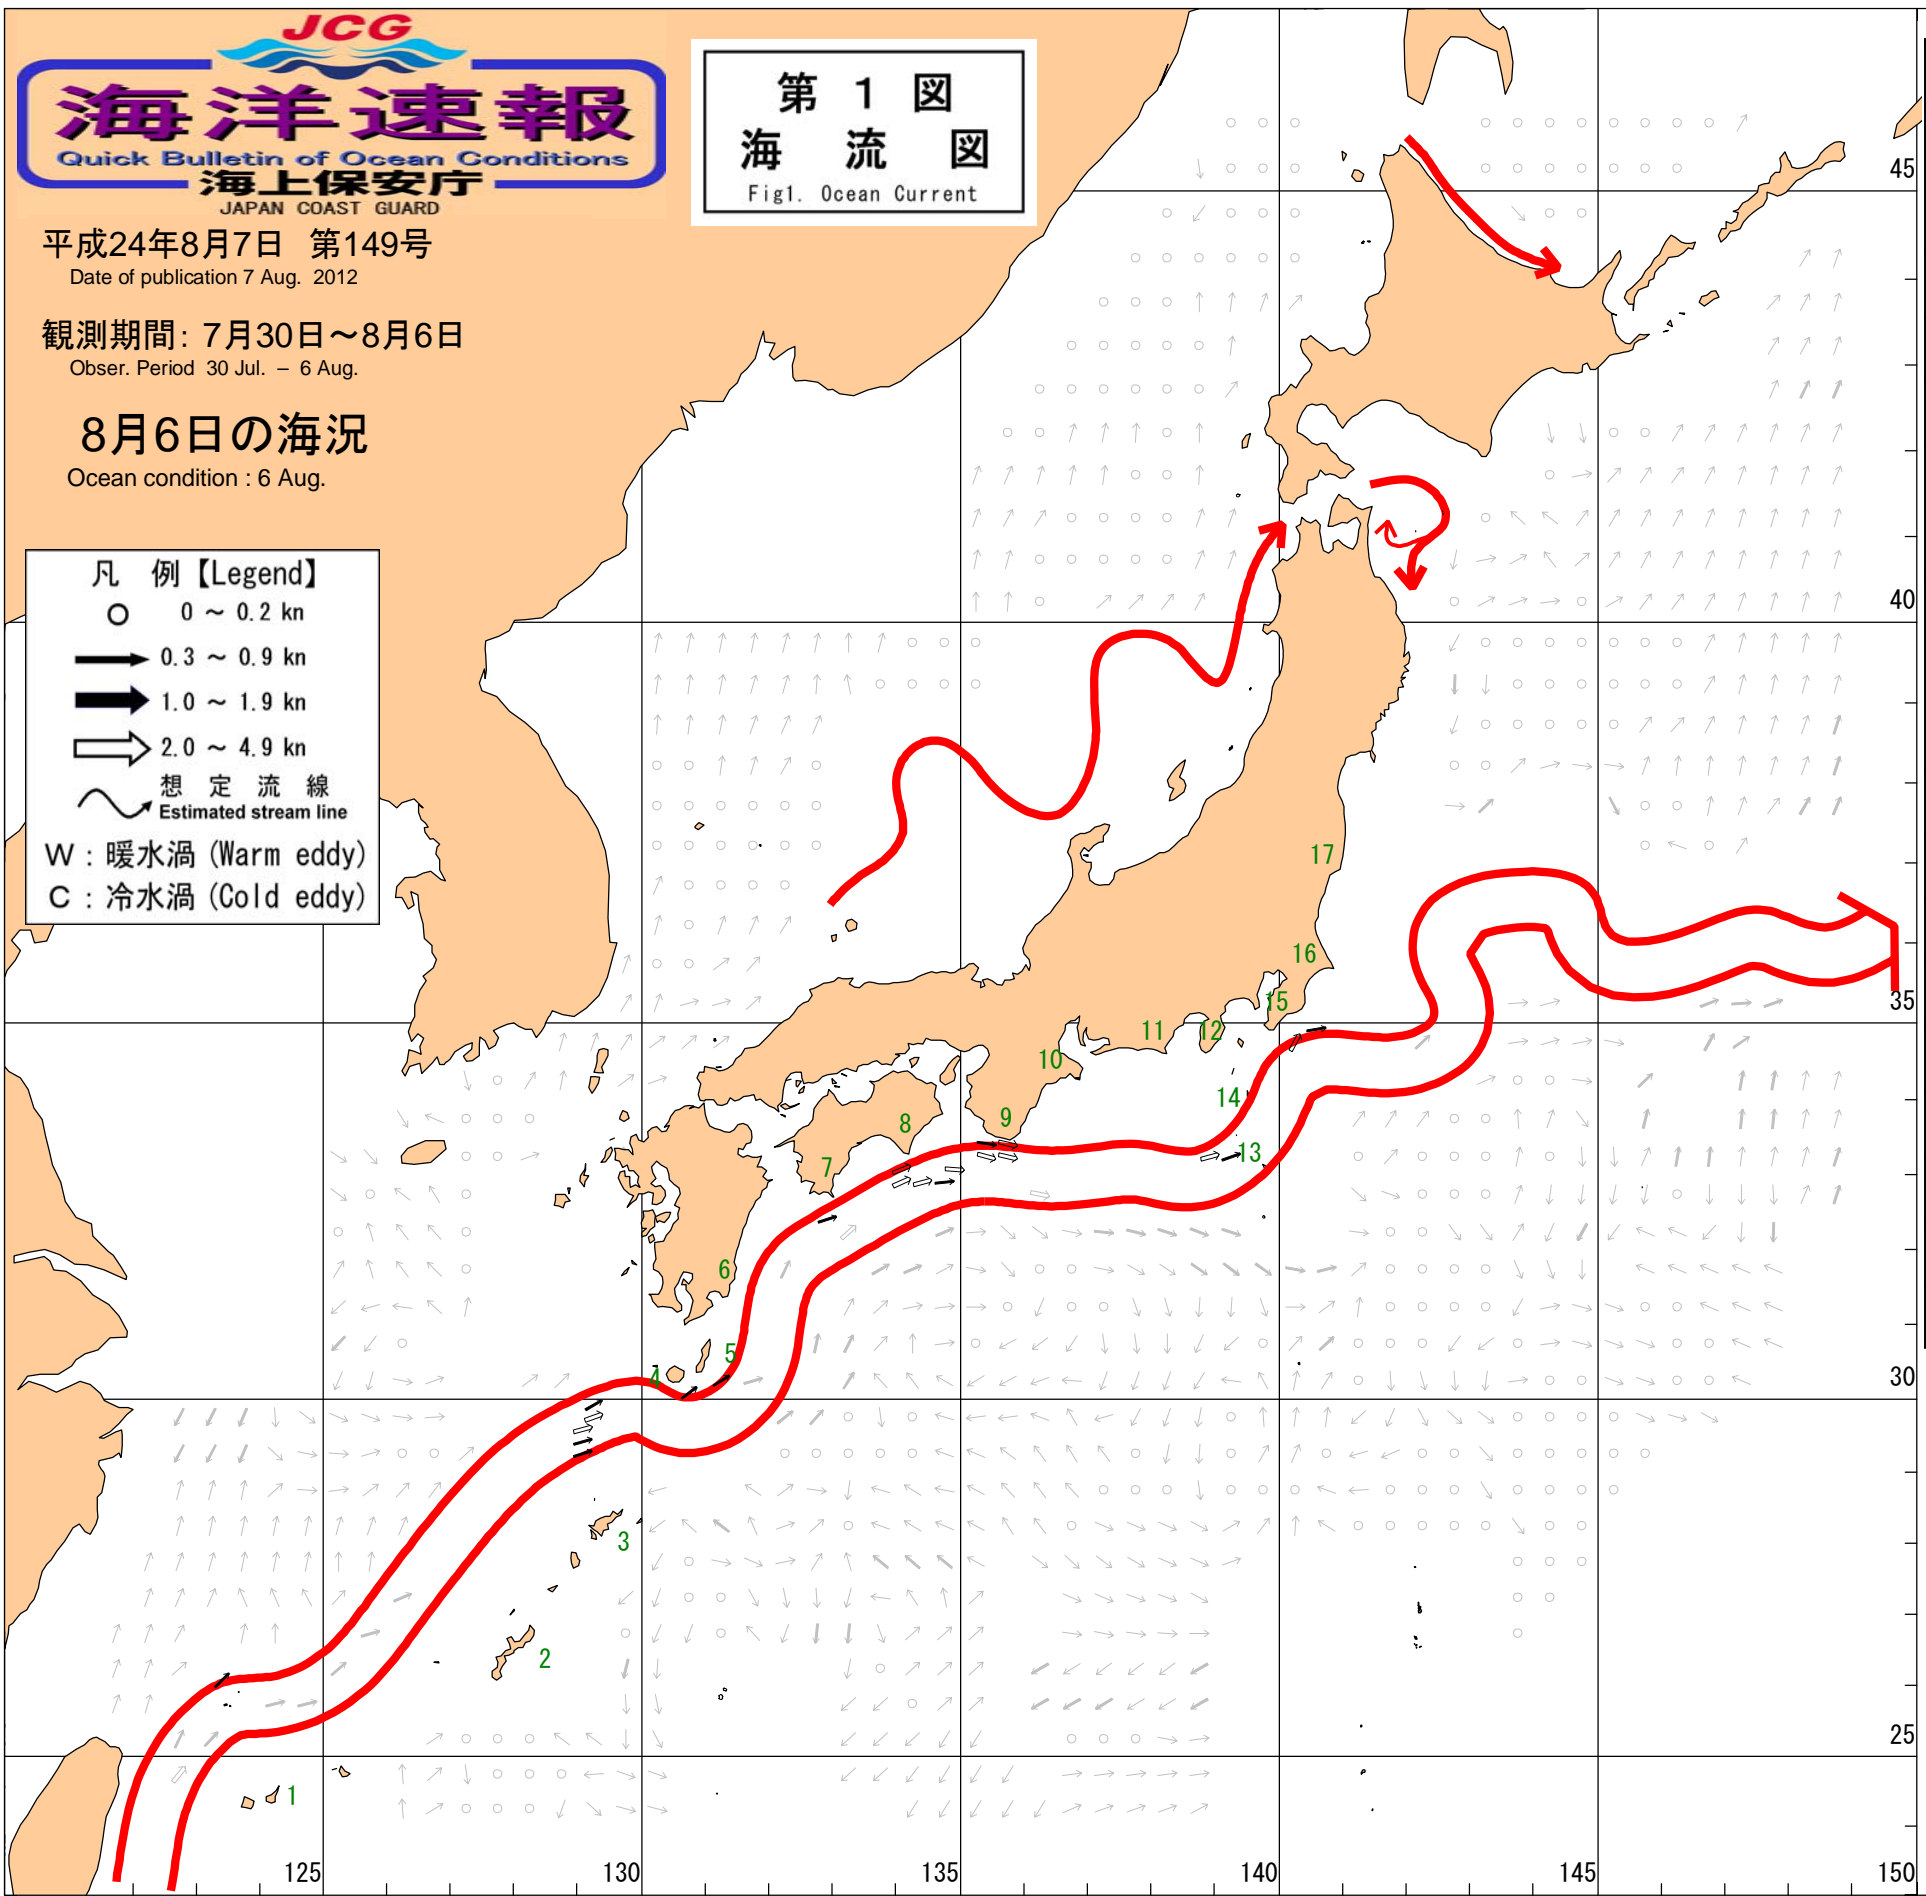 JCG
海洋速報
Quick Bulletin of Ocean Conditions
海上保安庁
JAPAN COAST GUARD
第 1 図
海 流 図
Fig1. Ocean Current
平成24年8月7日 第149号
Date of publication 7 Aug. 2012
観測期間: 7月30日～8月6日
Obser. Period 30 Jul. – 6 Aug.
8月6日の海況
Ocean condition : 6 Aug.
凡 例【Legend】
0 ～ 0.2 kn
0.3 ～ 0.9 kn
1.0 ～ 1.9 kn
2.0 ～ 4.9 kn
想 定 流 線
Estimated stream line
W : 暖水渦 (Warm eddy)
C : 冷水渦 (Cold eddy)
45
40
17
16
35
15
11
12
10
14
9
8
13
7
6
5
4
30
3
2
25
1
125
130
135
140
145
150